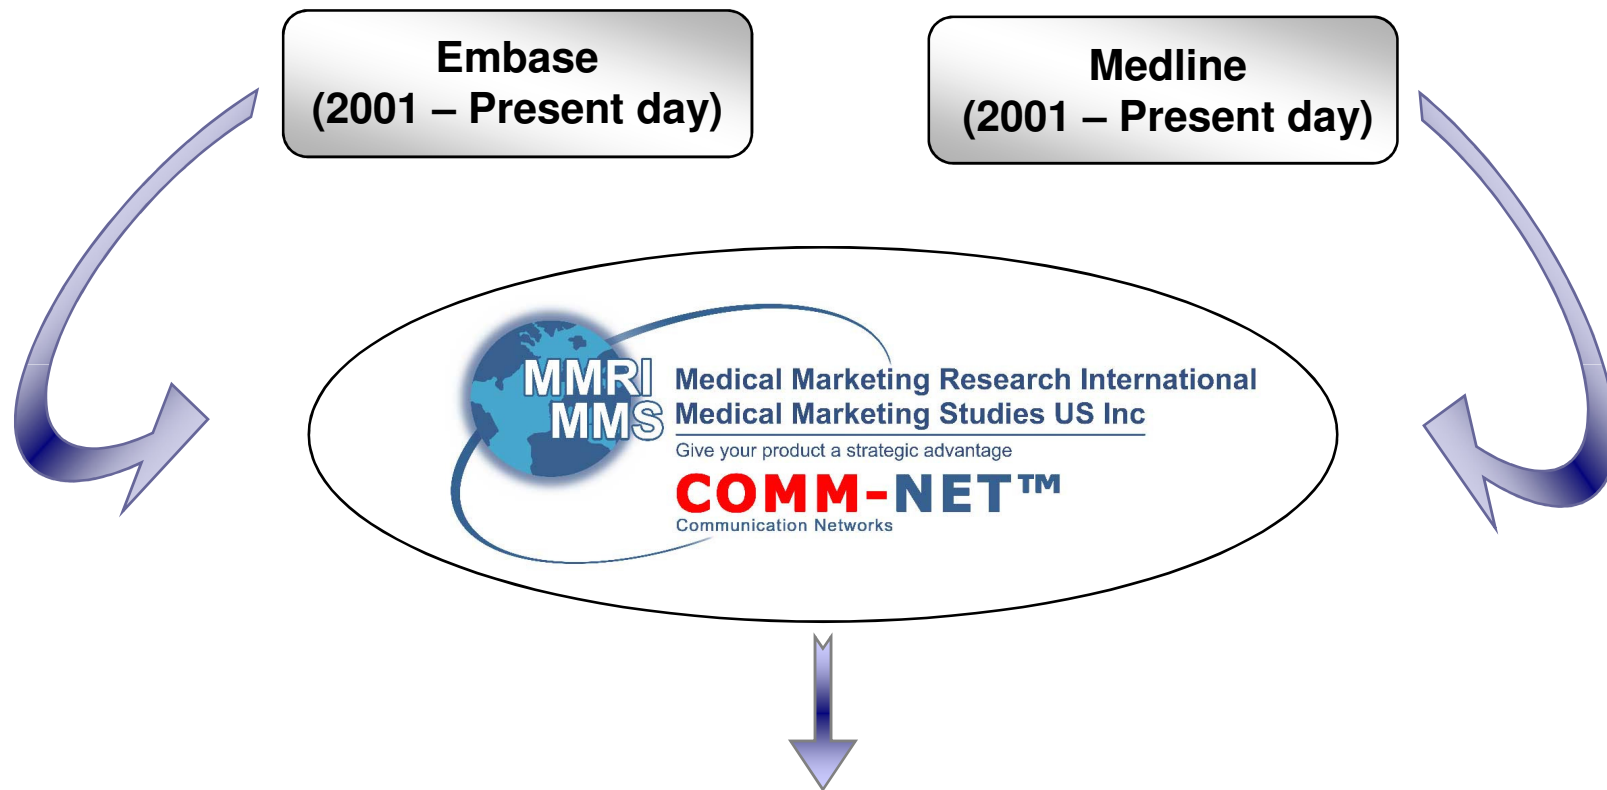 Embase
(2001 – Present day)
Medline
(2001 – Present day)
MMRI
MMS
Medical Marketing Research International
Medical Marketing Studies US Inc
Give your product a strategic advantage
COMM-NET™
Communication Networks